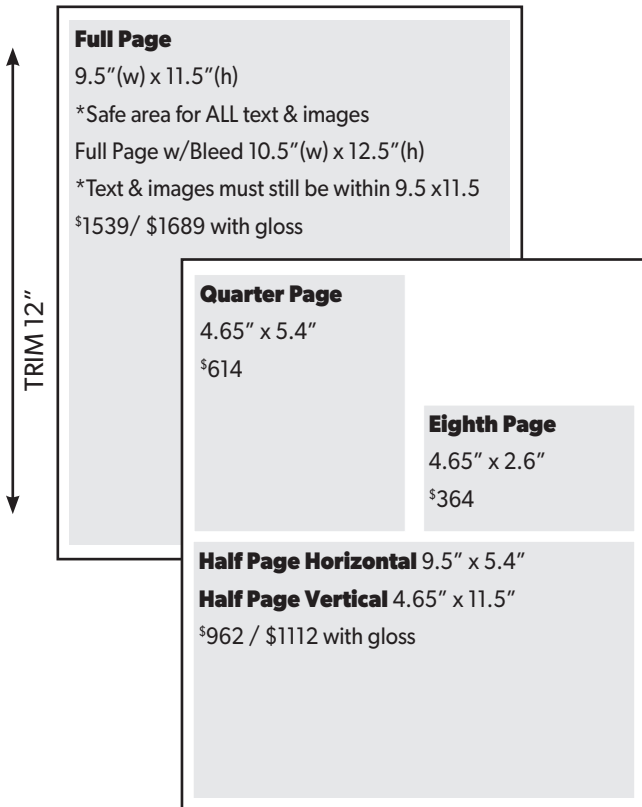 Full Page
9.5”(w) x 11.5”(h)
*Safe area for ALL text & images
Full Page w/Bleed 10.5”(w) x 12.5”(h)
*Text & images must still be within 9.5 x11.5
$1539/ $1689 with gloss
TRIM 12”
Quarter Page
4.65” x 5.4”
$614
Eighth Page
4.65” x 2.6”
$364
Half Page Horizontal 9.5” x 5.4”
Half Page Vertical 4.65” x 11.5”
$962 / $1112 with gloss